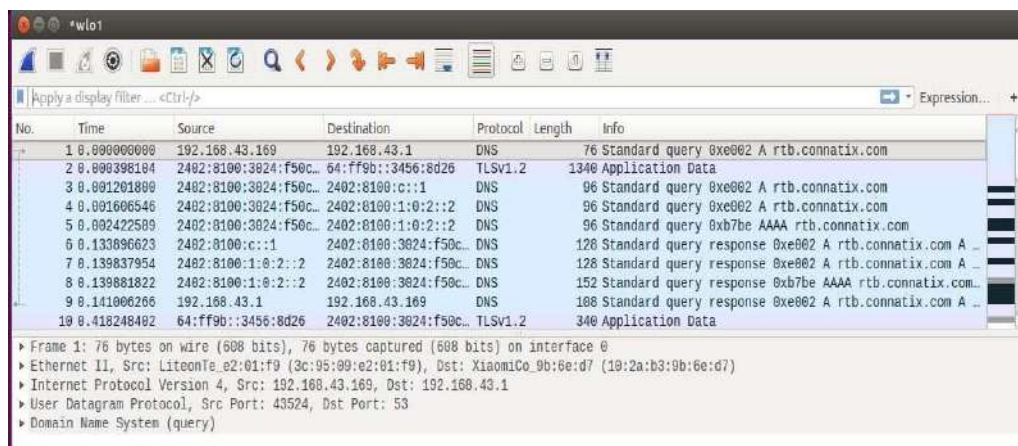 *wlo1
Apply a display filter ... <Ctrl-/> Expression... +
No. Time Source Destination Protocol Length Info
1 0.000000000 192.168.43.169 192.168.43.1 DNS 76 Standard query 0xe002 A rtb.connatix.com
2 0.000398104 2402:8100:3024:f50c… 64:ff9b::3456:8d26 TLSv1.2 1340 Application Data
3 0.001201800 2402:8100:3024:f50c… 2402:8100:c::1 DNS 96 Standard query 0xe002 A rtb.connatix.com
4 0.001606546 2402:8100:3024:f50c… 2402:8100:1:0:2::2 DNS 96 Standard query 0xe002 A rtb.connatix.com
5 0.002422509 2402:8100:3024:f50c… 2402:8100:1:0:2::2 DNS 96 Standard query 0xb7be AAAA rtb.connatix.com
6 0.133896623 2402:8100:c::1 2402:8100:3024:f50c… DNS 128 Standard query response 0xe002 A rtb.connatix.com A …
7 0.139837954 2402:8100:1:0:2::2 2402:8100:3024:f50c… DNS 128 Standard query response 0xe002 A rtb.connatix.com A …
8 0.139881822 2402:8100:1:0:2::2 2402:8100:3024:f50c… DNS 152 Standard query response 0xb7be AAAA rtb.connatix.com…
9 0.141006266 192.168.43.1 192.168.43.169 DNS 108 Standard query response 0xe002 A rtb.connatix.com A …
10 0.418248402 64:ff9b::3456:8d26 2402:8100:3024:f50c… TLSv1.2 340 Application Data
Frame 1: 76 bytes on wire (608 bits), 76 bytes captured (608 bits) on interface 0
Ethernet II, Src: LiteonTe_e2:01:f9 (3c:95:09:e2:01:f9), Dst: XiaomiCo_9b:6e:d7 (10:2a:b3:9b:6e:d7)
Internet Protocol Version 4, Src: 192.168.43.169, Dst: 192.168.43.1
User Datagram Protocol, Src Port: 43524, Dst Port: 53
Domain Name System (query)